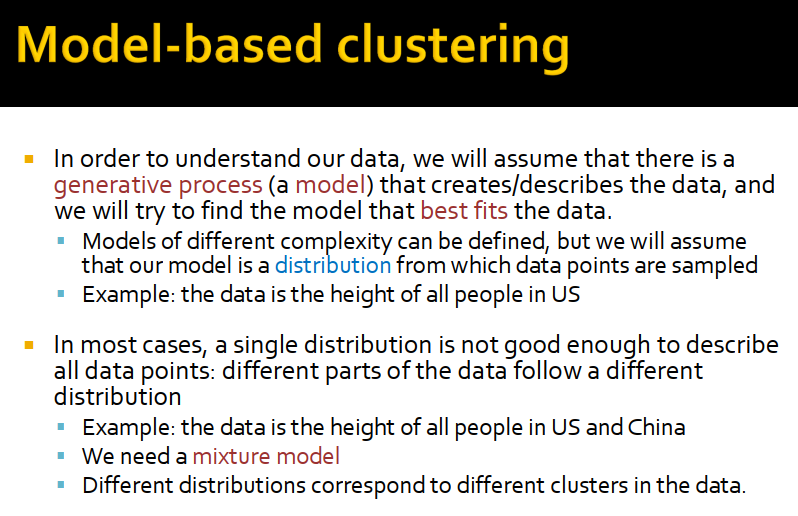 Model-based clustering
In order to understand our data, we will assume that there is a
generative process (a model) that creates/describes the data, and
we will try to find the model that best fits the data.
Models of different complexity can be defined, but we will assume
that our model is a distribution from which data points are sampled
Example: the data is the height of all people in US
In most cases, a single distribution is not good enough to describe
all data points: different parts of the data follow a different
distribution
Example: the data is the height of all people in US and China
We need a mixture model
Different distributions correspond to different clusters in the data.